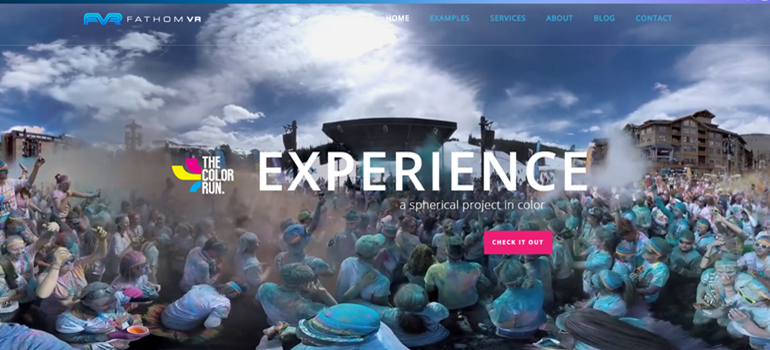 FVR FATHOM VR
HOME EXAMPLES SERVICES ABOUT BLOG CONTACT
THE
COLOR
RUN.
EXPERIENCE
a spherical project in color
CHECK IT OUT